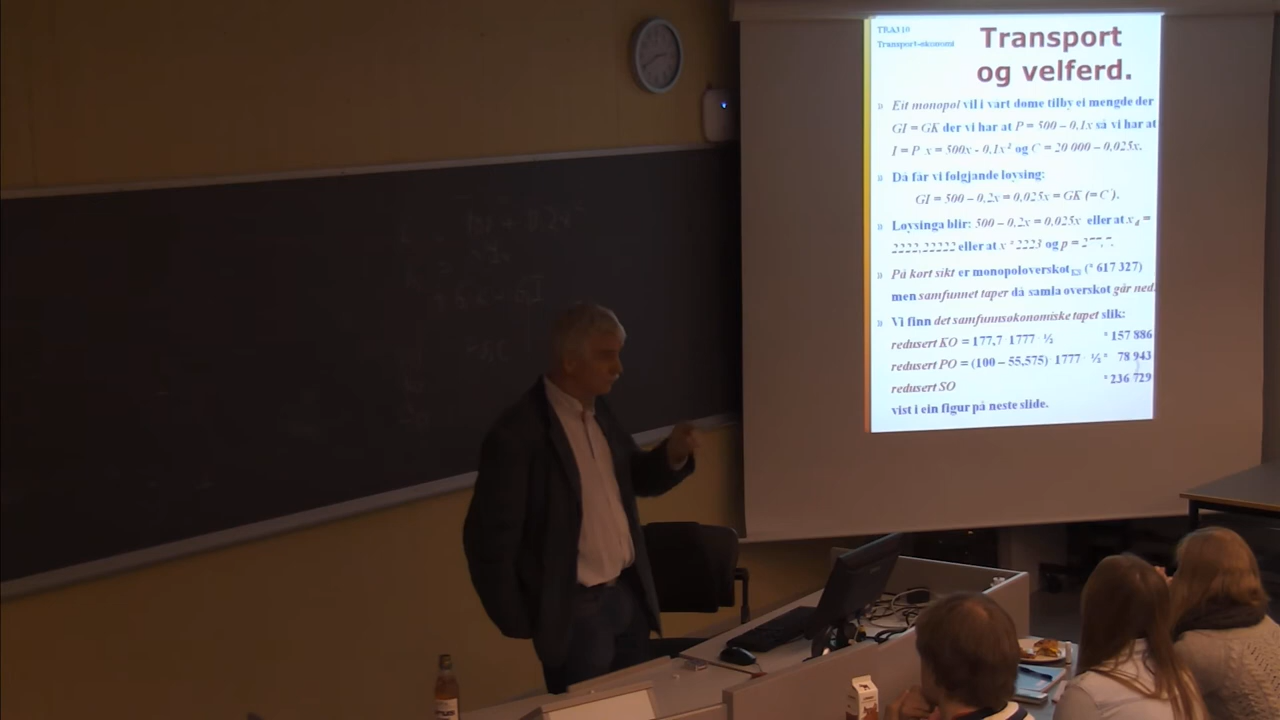 TRA310
Transport-økonomi
Transport
og velferd.
» Eit monopol vil i vårt døme tilby ei mengde der
GI = GK der vi har at P = 500 – 0,1x så vi har at
I = P x = 500x - 0,1x² og C = 20 000 – 0,025x.
» Då får vi følgjande løysing:
GI = 500 – 0,2x = 0,025x = GK (= C').
» Løysinga blir: 500 – 0,2x = 0,025x eller at x =
2222,22222 eller at x ≈ 2223 og p = 277,7.
» På kort sikt er monopoloverskot (≈ 617 327)
men samfunnet taper då samla overskot går ned.
» Vi finn det samfunnsøkonomiske tapet slik:
redusert KO = 177,7 1777 ½ ≈ 157 886
redusert PO = (100 – 55,575) 1777 ½ ≈ 78 943
redusert SO ≈ 236 729
vist i ein figur på neste slide.